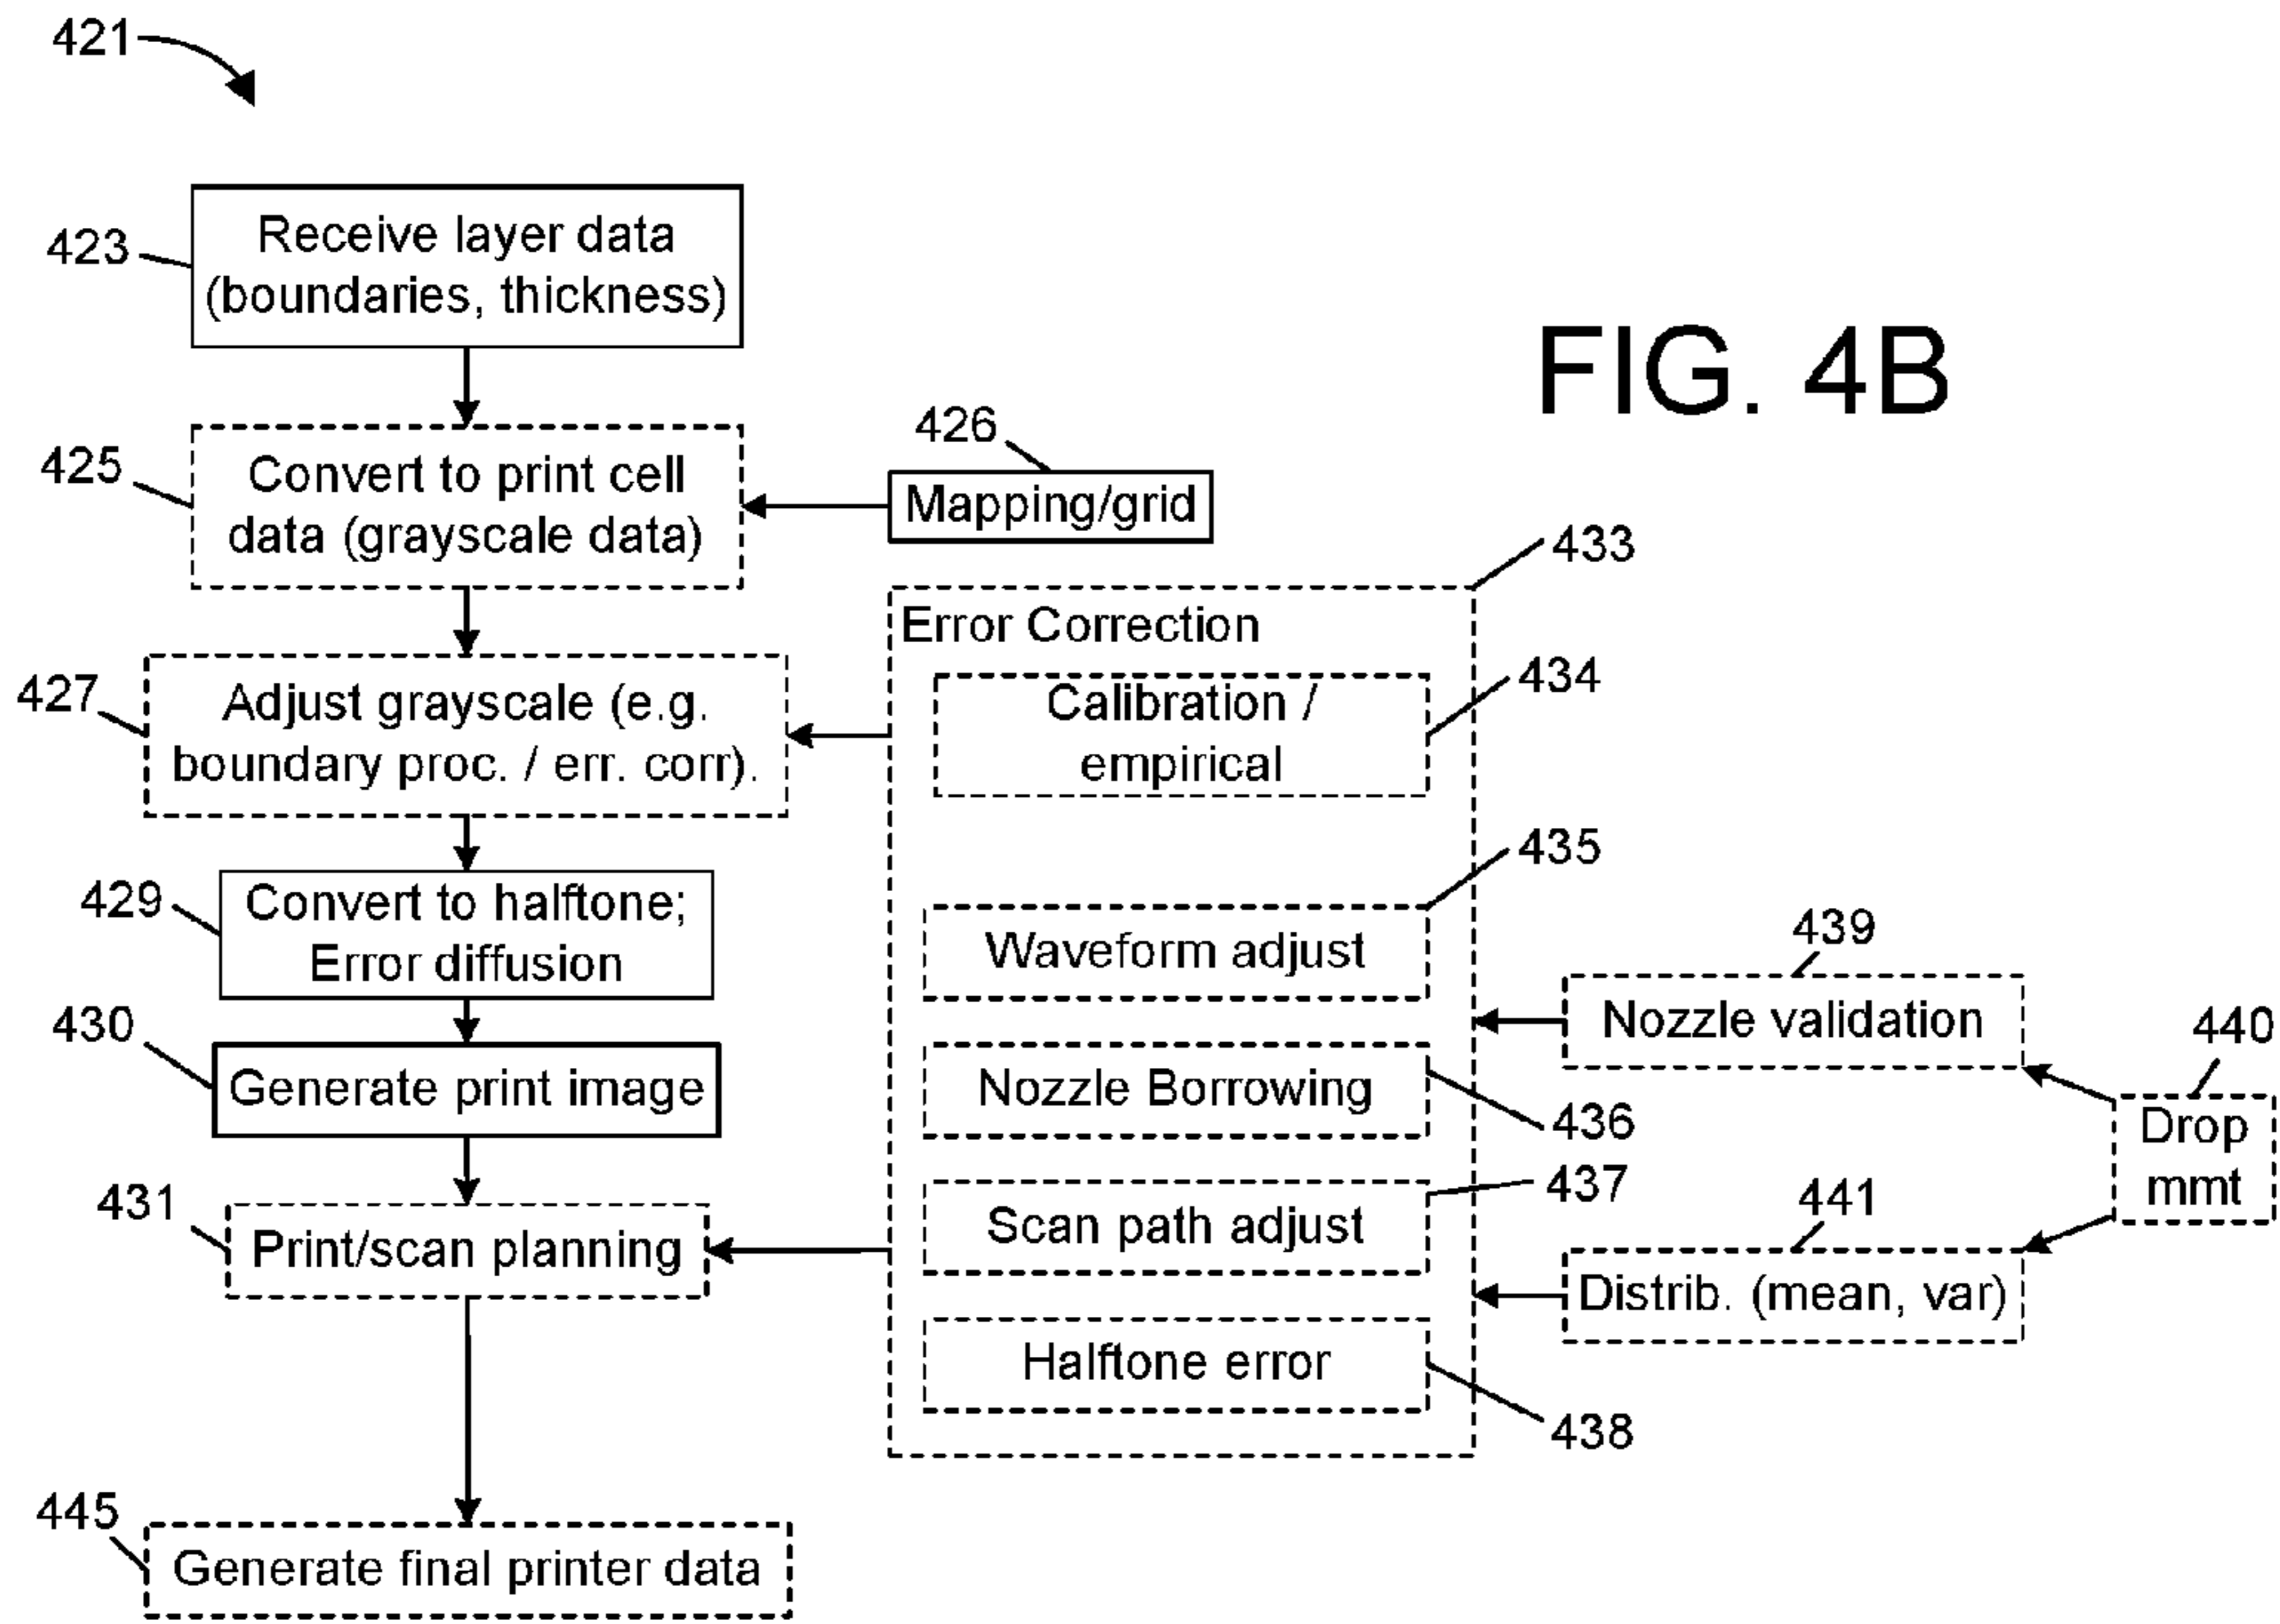 421
423
Receive layer data
(boundaries, thickness)
FIG. 4B
425
Convert to print cell
data (grayscale data)
426
Mapping/grid
427
Adjust grayscale (e.g.
boundary proc. / err. corr).
433
Error Correction
434
Calibration /
empirical
429
Convert to halftone;
Error diffusion
435
Waveform adjust
439
Nozzle validation
430
Generate print image
436
Nozzle Borrowing
440
Drop
mmt
431
Print/scan planning
437
Scan path adjust
441
Distrib. (mean, var)
438
Halftone error
445
Generate final printer data